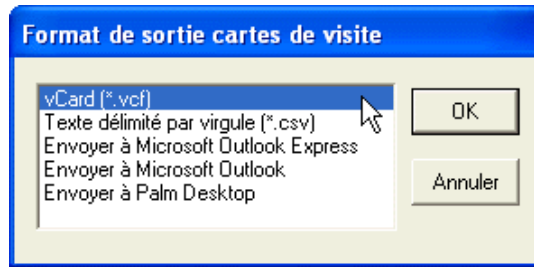 Format de sortie cartes de visite
vCard (*.vcf)
Texte délimité par virgule (*.csv)
Envoyer à Microsoft Outlook Express
Envoyer à Microsoft Outlook
Envoyer à Palm Desktop
OK
Annuler